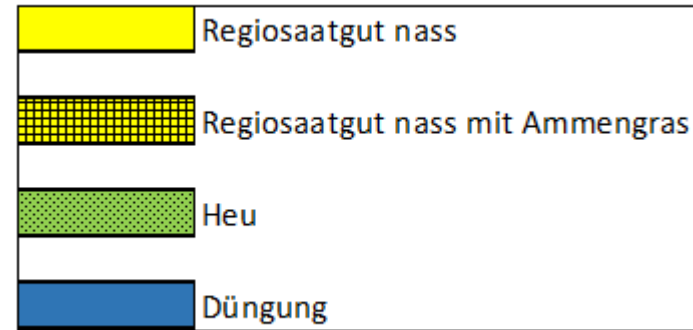 Regiosaatgut nass
Regiosaatgut nass mit Ammengras
Heu
Düngung